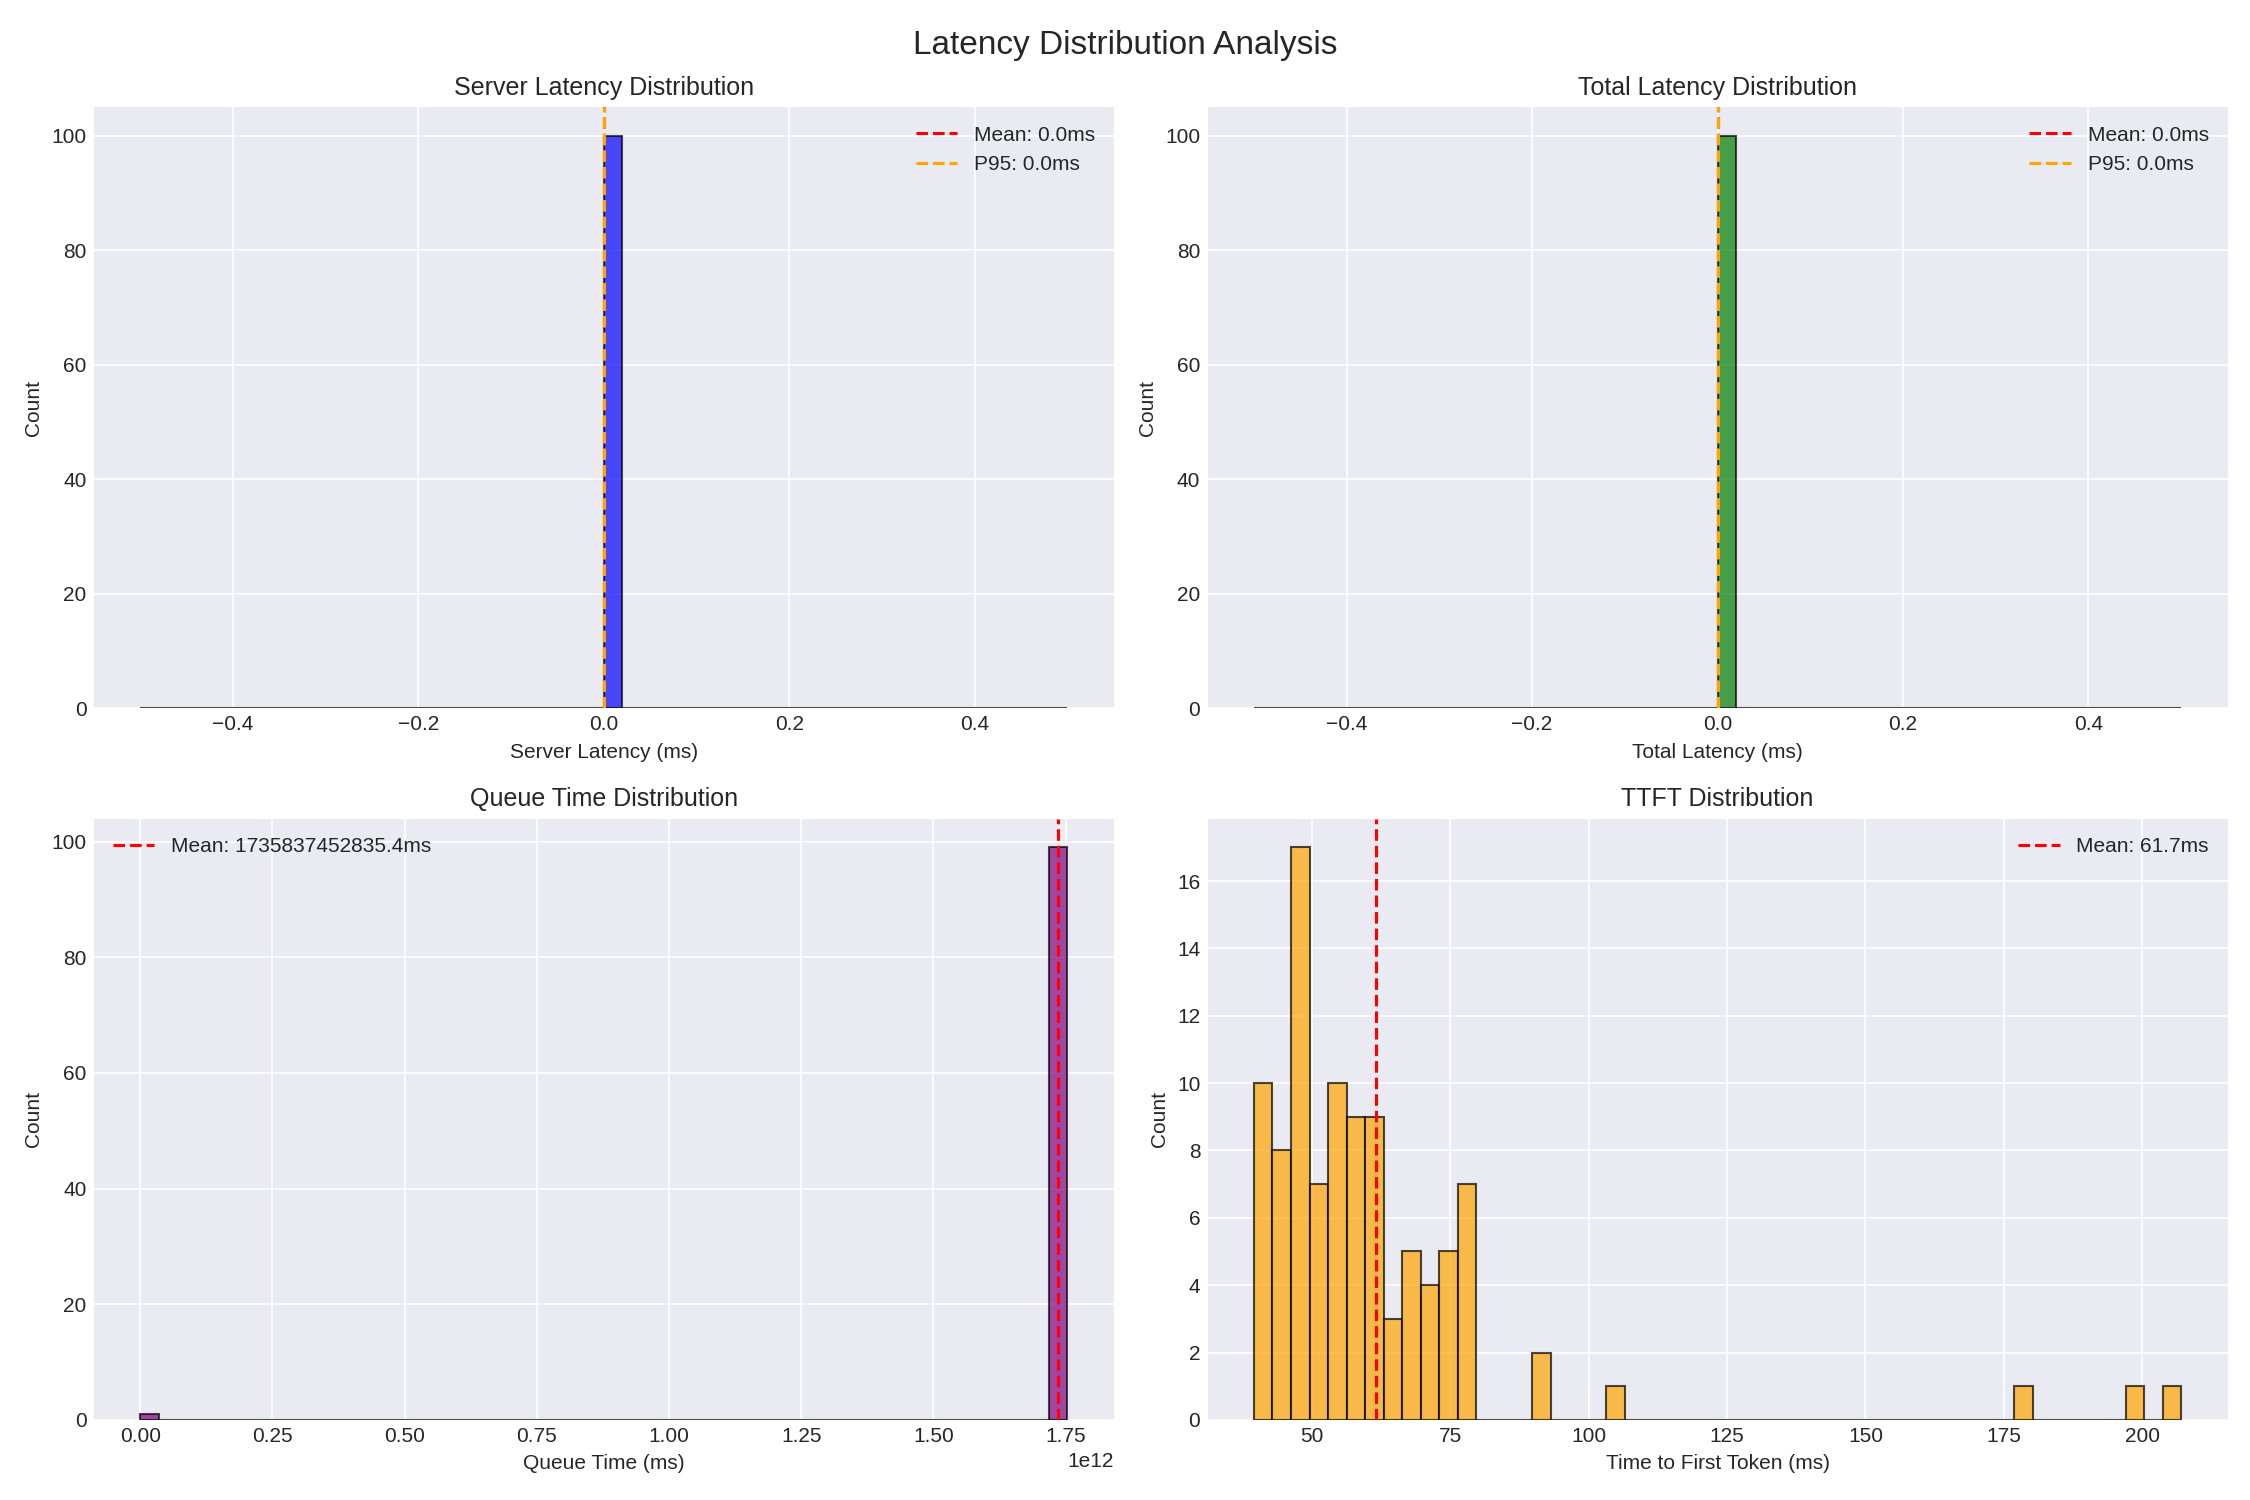 Latency Distribution Analysis
Server Latency Distribution
Mean: 0.0ms
P95: 0.0ms
Count
100
80
60
40
20
0
−0.4
−0.2
0.0
0.2
0.4
Server Latency (ms)
Total Latency Distribution
Mean: 0.0ms
P95: 0.0ms
Count
100
80
60
40
20
0
−0.4
−0.2
0.0
0.2
0.4
Total Latency (ms)
Queue Time Distribution
Mean: 1735837452835.4ms
Count
100
80
60
40
20
0
0.00
0.25
0.50
0.75
1.00
1.25
1.50
1.75
1e12
Queue Time (ms)
TTFT Distribution
Mean: 61.7ms
Count
16
14
12
10
8
6
4
2
0
50
75
100
125
150
175
200
Time to First Token (ms)